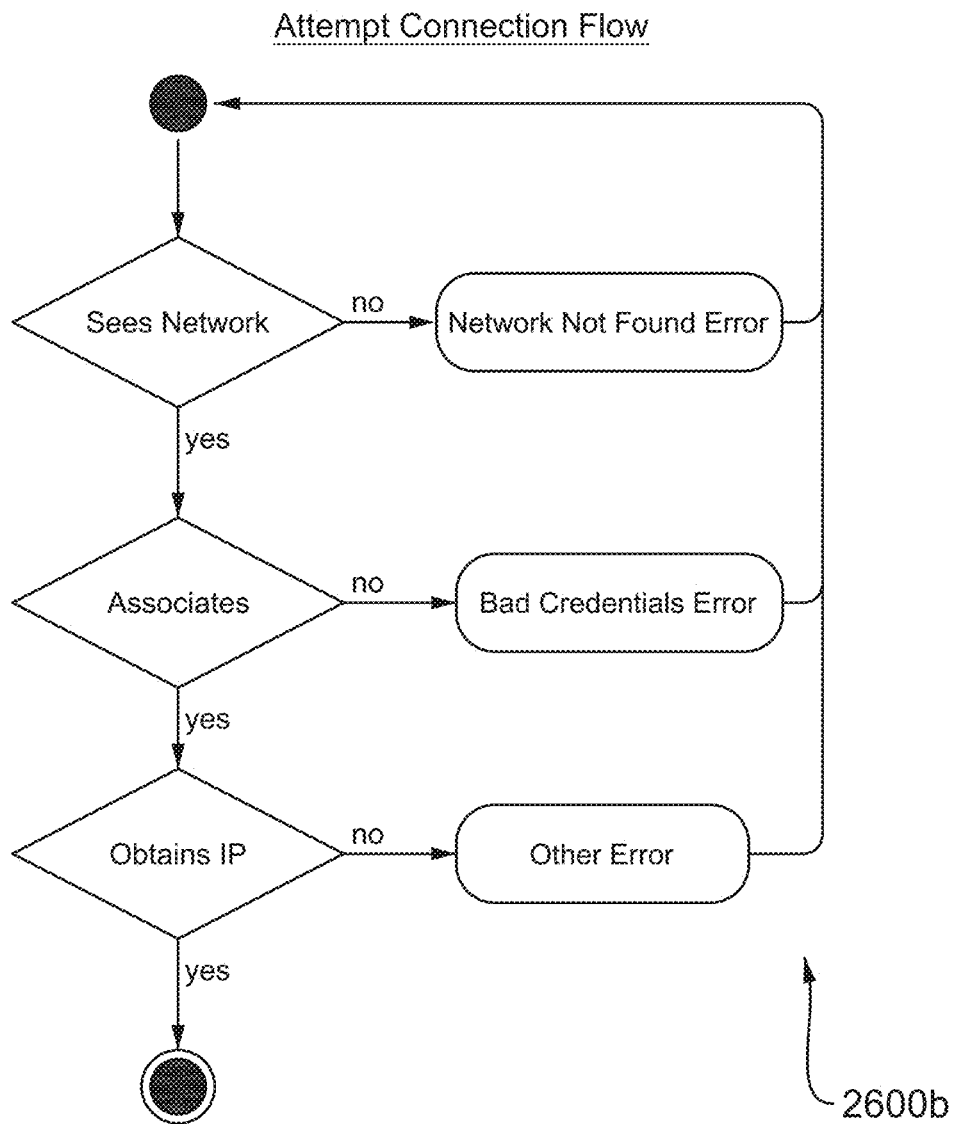 Attempt Connection Flow
Sees Network
no
Network Not Found Error
yes
Associates
no
Bad Credentials Error
yes
Obtains IP
no
Other Error
yes
2600b